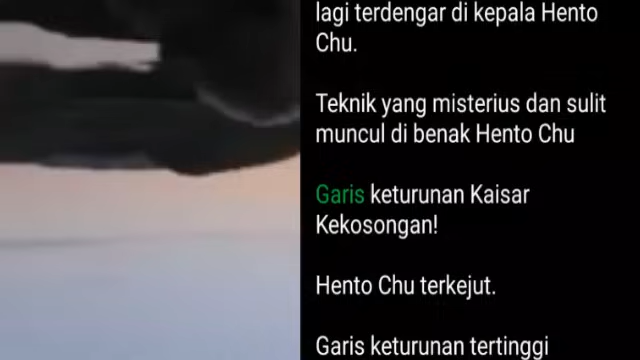 lagi terdengar di kepala Hento
Chu.
Teknik yang misterius dan sulit
muncul di benak Hento Chu
Garis keturunan Kaisar
Kekosongan!
Hento Chu terkejut.
Garis keturunan tertinggi